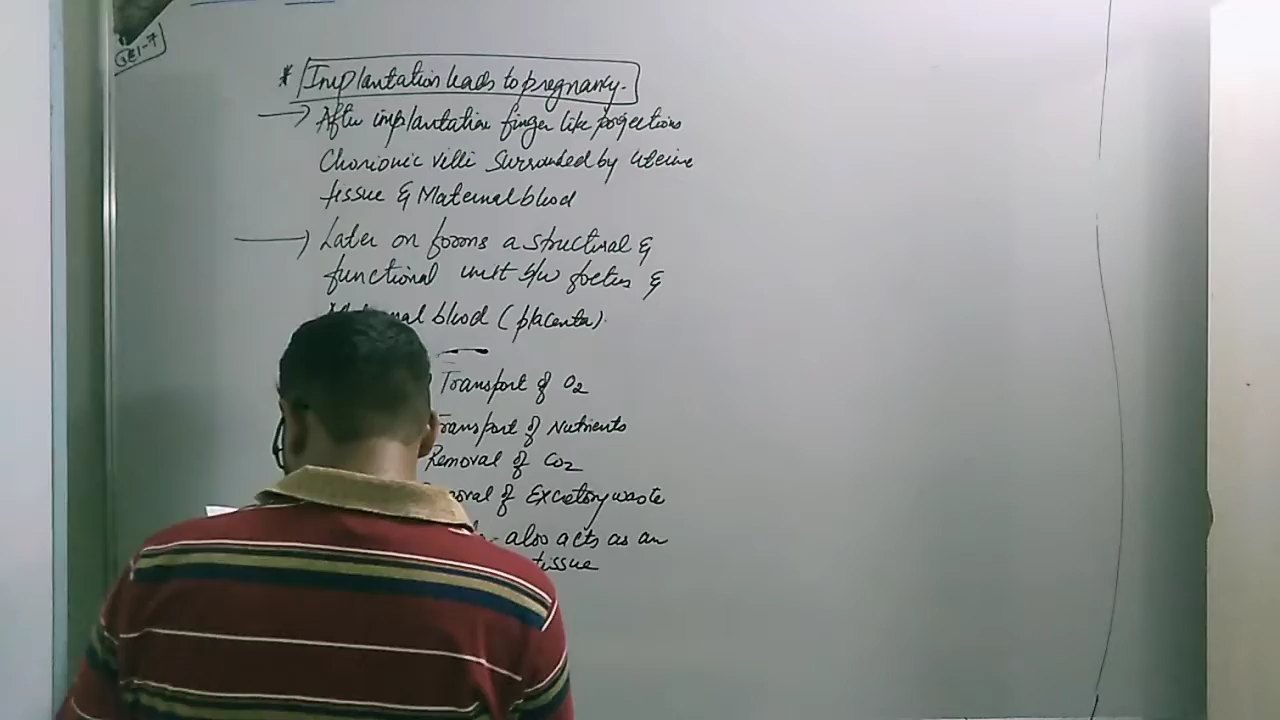 GE1-7
* Implantation leads to pregnancy.
→ After implantation finger like projections
Chorionic villi Surrounded by Uterine
tissue & Maternal blood
→ Later on forms a structural &
functional unit b/w foetus &
blood (placenta).
Transport of O2
Transport of Nutrients
Removal of CO2
of Excretory waste
also acts as an
tissue